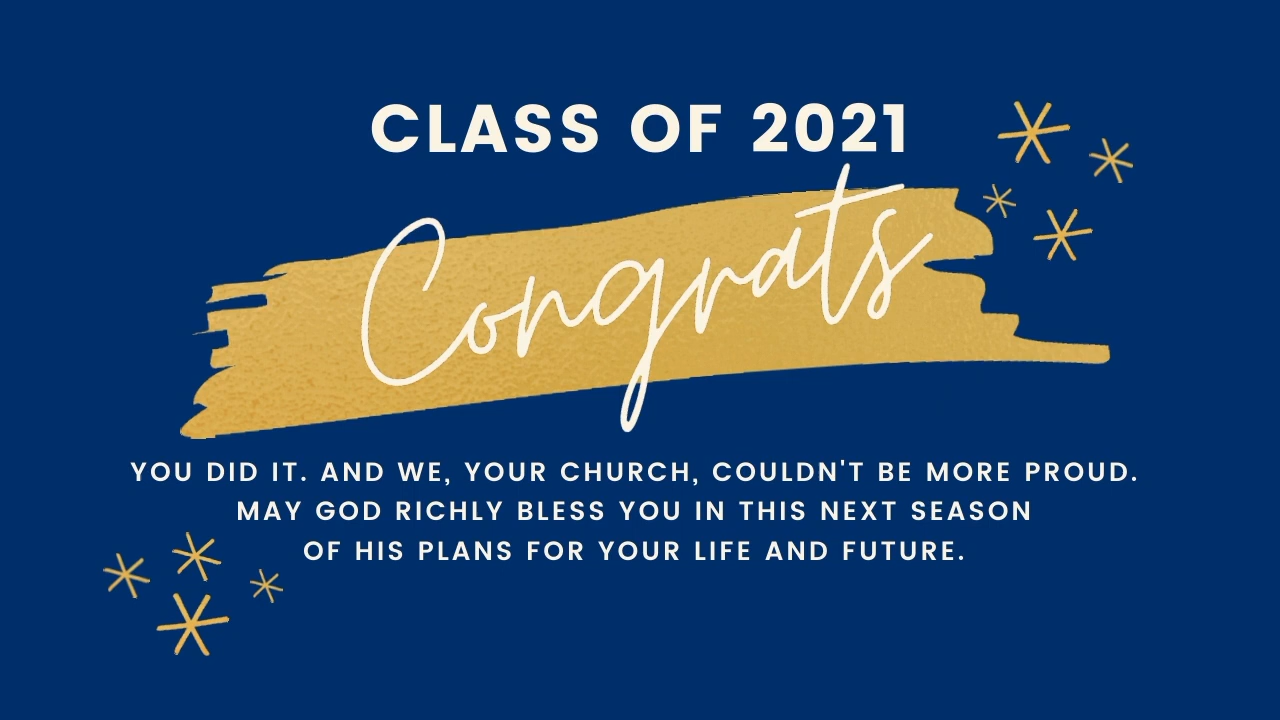 CLASS OF 2021
Congrats
YOU DID IT. AND WE, YOUR CHURCH, COULDN'T BE MORE PROUD.
MAY GOD RICHLY BLESS YOU IN THIS NEXT SEASON
OF HIS PLANS FOR YOUR LIFE AND FUTURE.